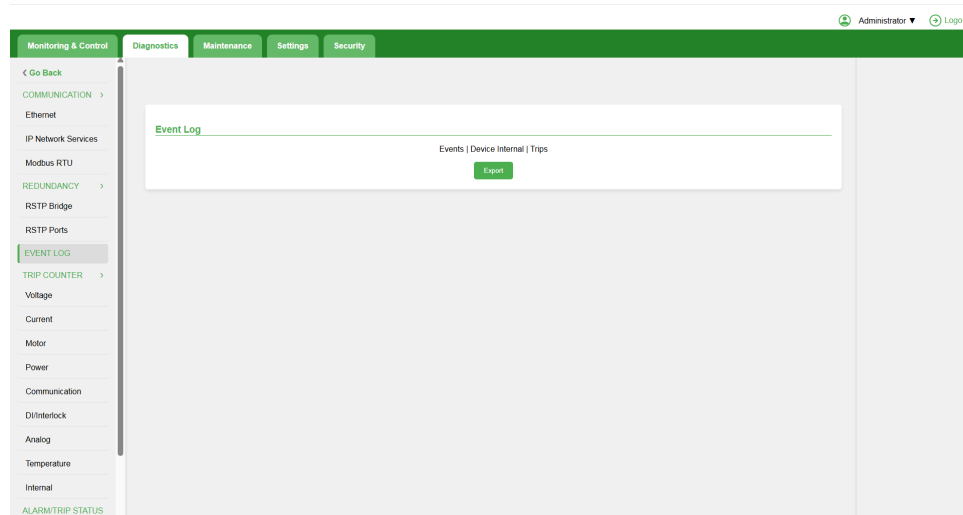 Administrator ▼ Logo
Monitoring & Control Diagnostics Maintenance Settings Security
Go Back
COMMUNICATION
Ethernet
IP Network Services
Modbus RTU
REDUNDANCY
RSTP Bridge
RSTP Ports
EVENT LOG
TRIP COUNTER
Voltage
Current
Motor
Power
Communication
DI/Interlock
Analog
Temperature
Internal
ALARM/TRIP STATUS
Event Log
Events | Device Internal | Trips
Export